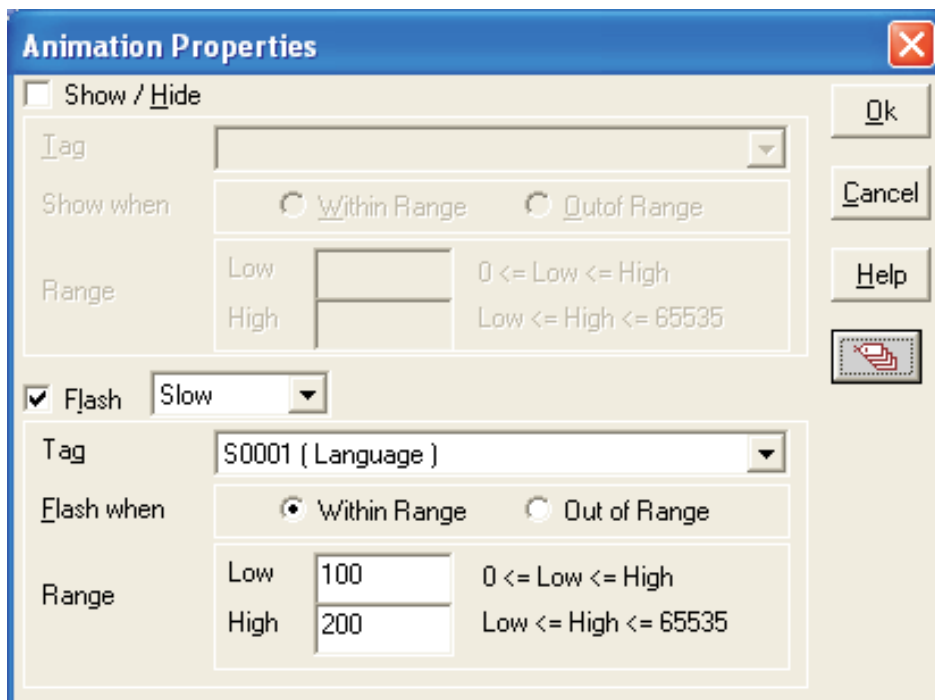 Animation Properties
Show / Hide
Ok
Tag
Show when Within Range Outof Range
Cancel
Range
Low 0 <= Low <= High
High Low <= High <= 65535
Help
Flash Slow
Tag S0001 ( Language )
Flash when Within Range Out of Range
Range
Low 100 0 <= Low <= High
High 200 Low <= High <= 65535